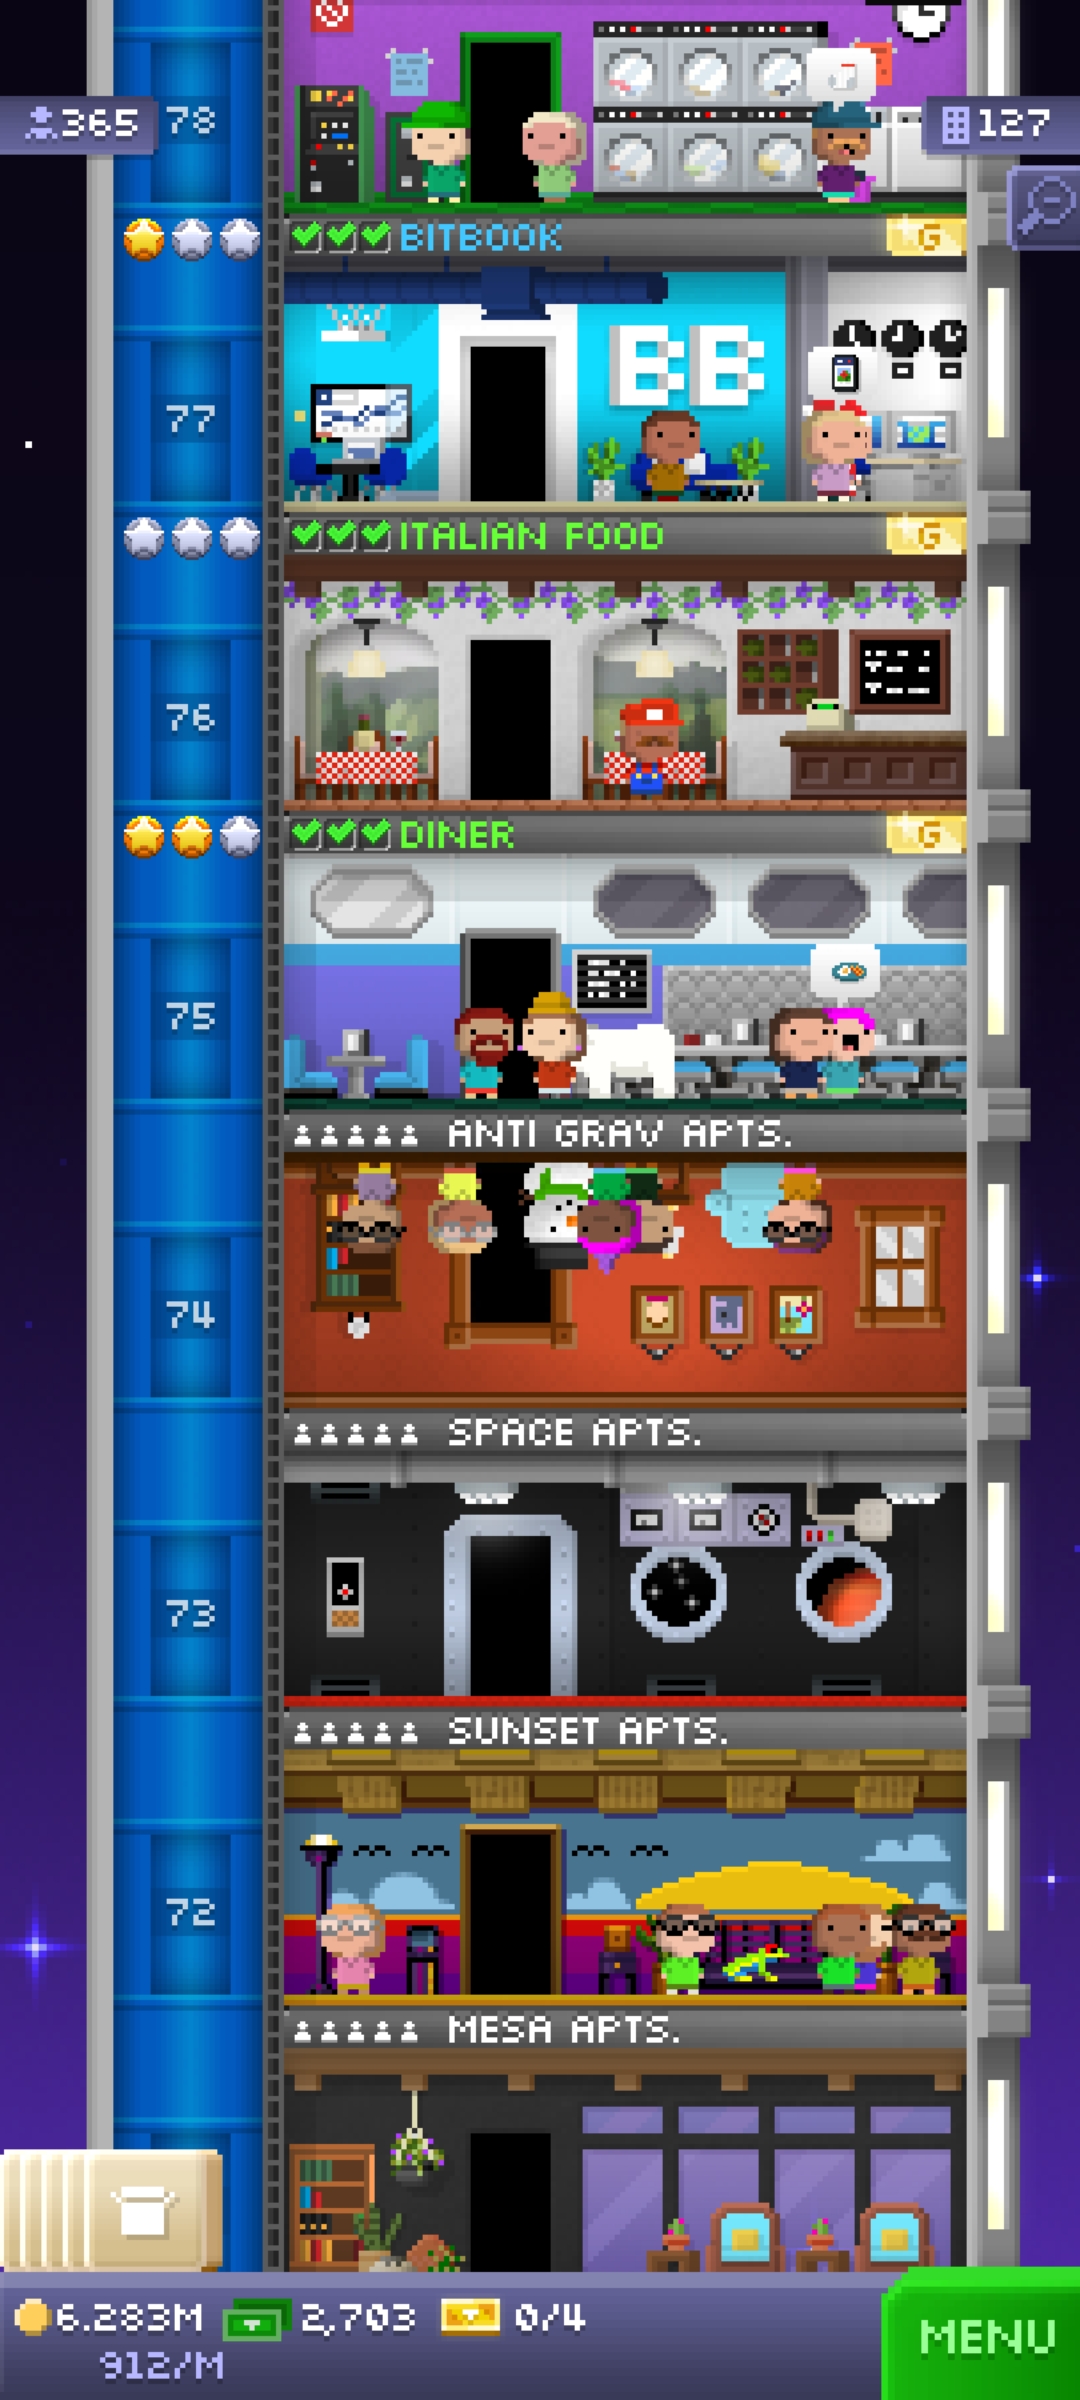 365
78
127
BITBOOK
G
BB
77
ITALIAN FOOD
G
76
DINER
G
75
ANTI GRAV APTS.
74
SPACE APTS.
73
SUNSET APTS.
72
MESA APTS.
6.283M
2,703
0/4
912/M
MENU